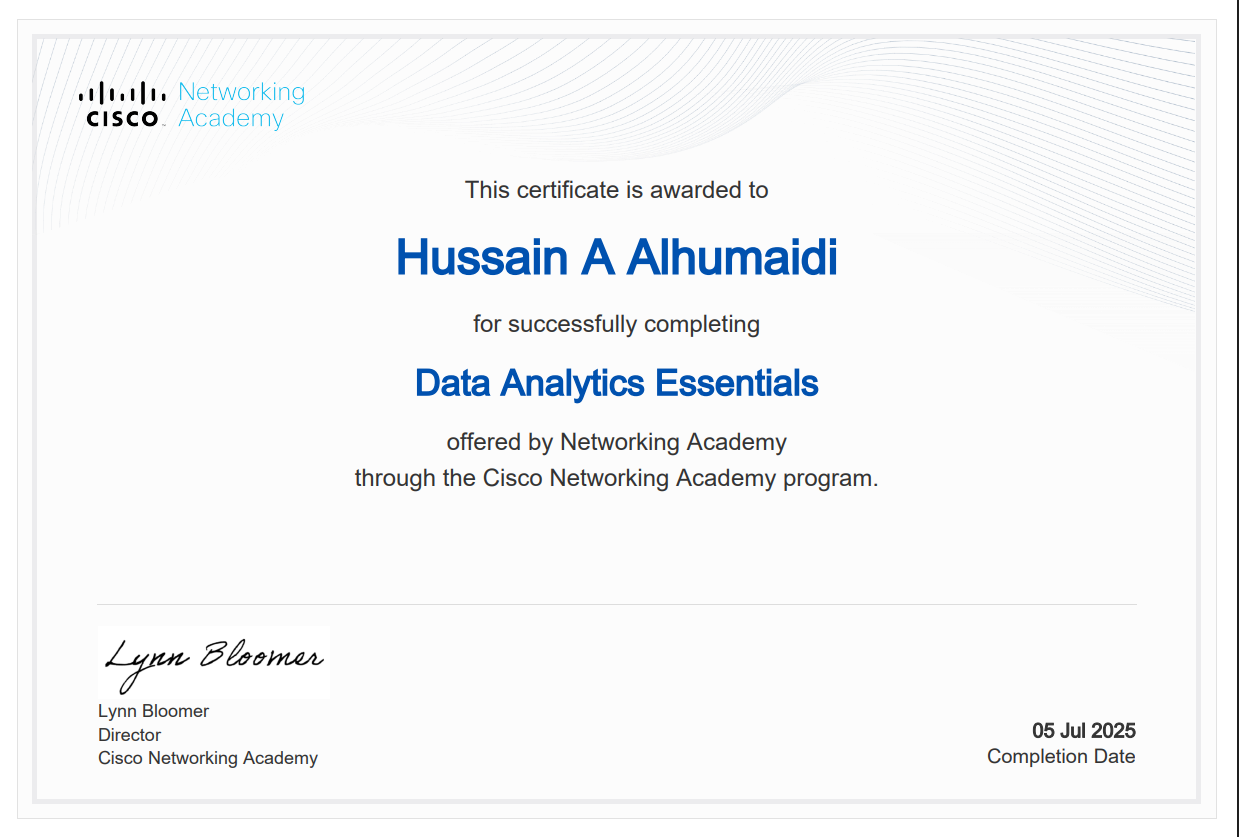 Networking
CISCO Academy
This certificate is awarded to
Hussain A Alhumaidi
for successfully completing
Data Analytics Essentials
offered by Networking Academy
through the Cisco Networking Academy program.
Lynn Bloomer
Lynn Bloomer
Director
Cisco Networking Academy
05 Jul 2025
Completion Date